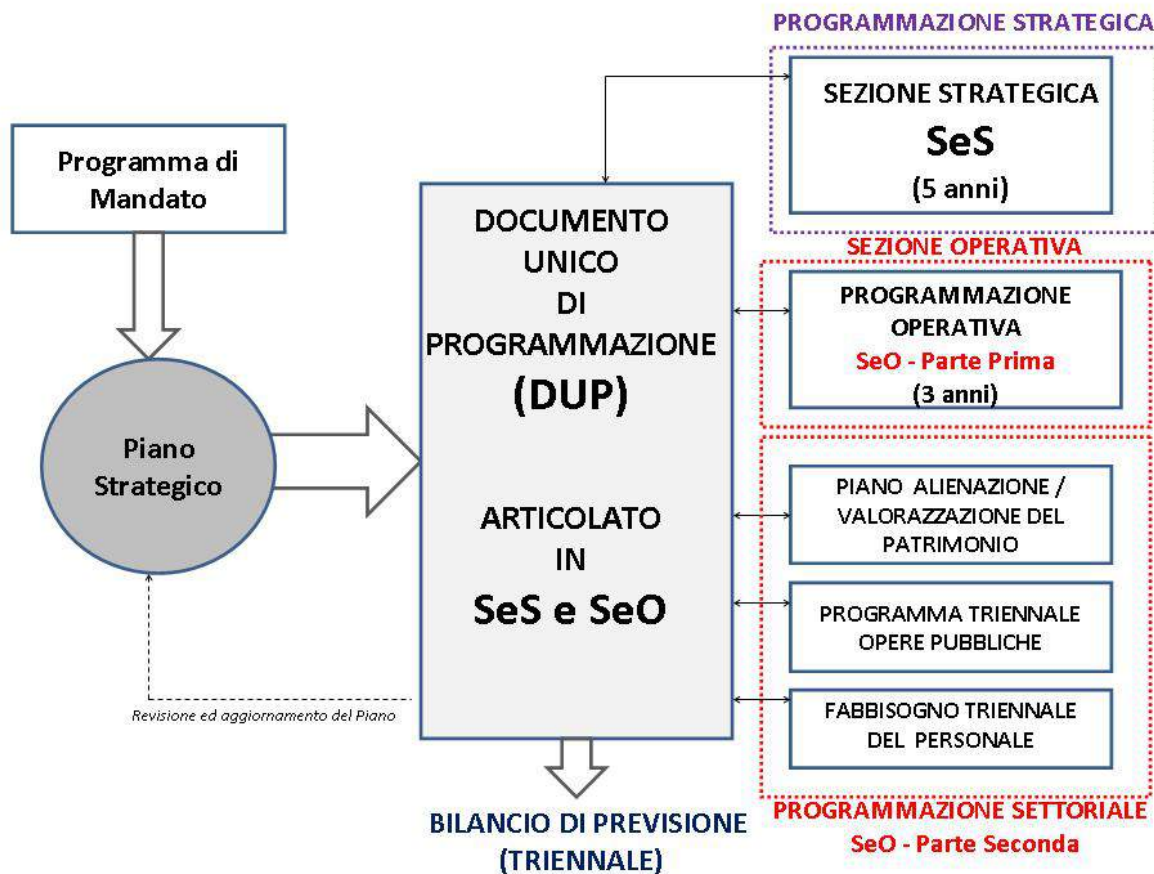 PROGRAMMAZIONE STRATEGICA
SEZIONE STRATEGICA
SeS
(5 anni)
Programma di
Mandato
DOCUMENTO
UNICO
DI
PROGRAMMAZIONE
(DUP)
ARTICOLATO
IN
SeS e SeO
SEZIONE OPERATIVA
PROGRAMMAZIONE
OPERATIVA
SeO - Parte Prima
(3 anni)
Piano
Strategico
PIANO ALIENAZIONE /
VALORAZZAZIONE DEL
PATRIMONIO
PROGRAMMA TRIENNALE
OPERE PUBBLICHE
FABBISOGNO TRIENNALE
DEL PERSONALE
Revisione ed aggiornamento del Piano
PROGRAMMAZIONE SETTORIALE
SeO - Parte Seconda
BILANCIO DI PREVISIONE
(TRIENNALE)